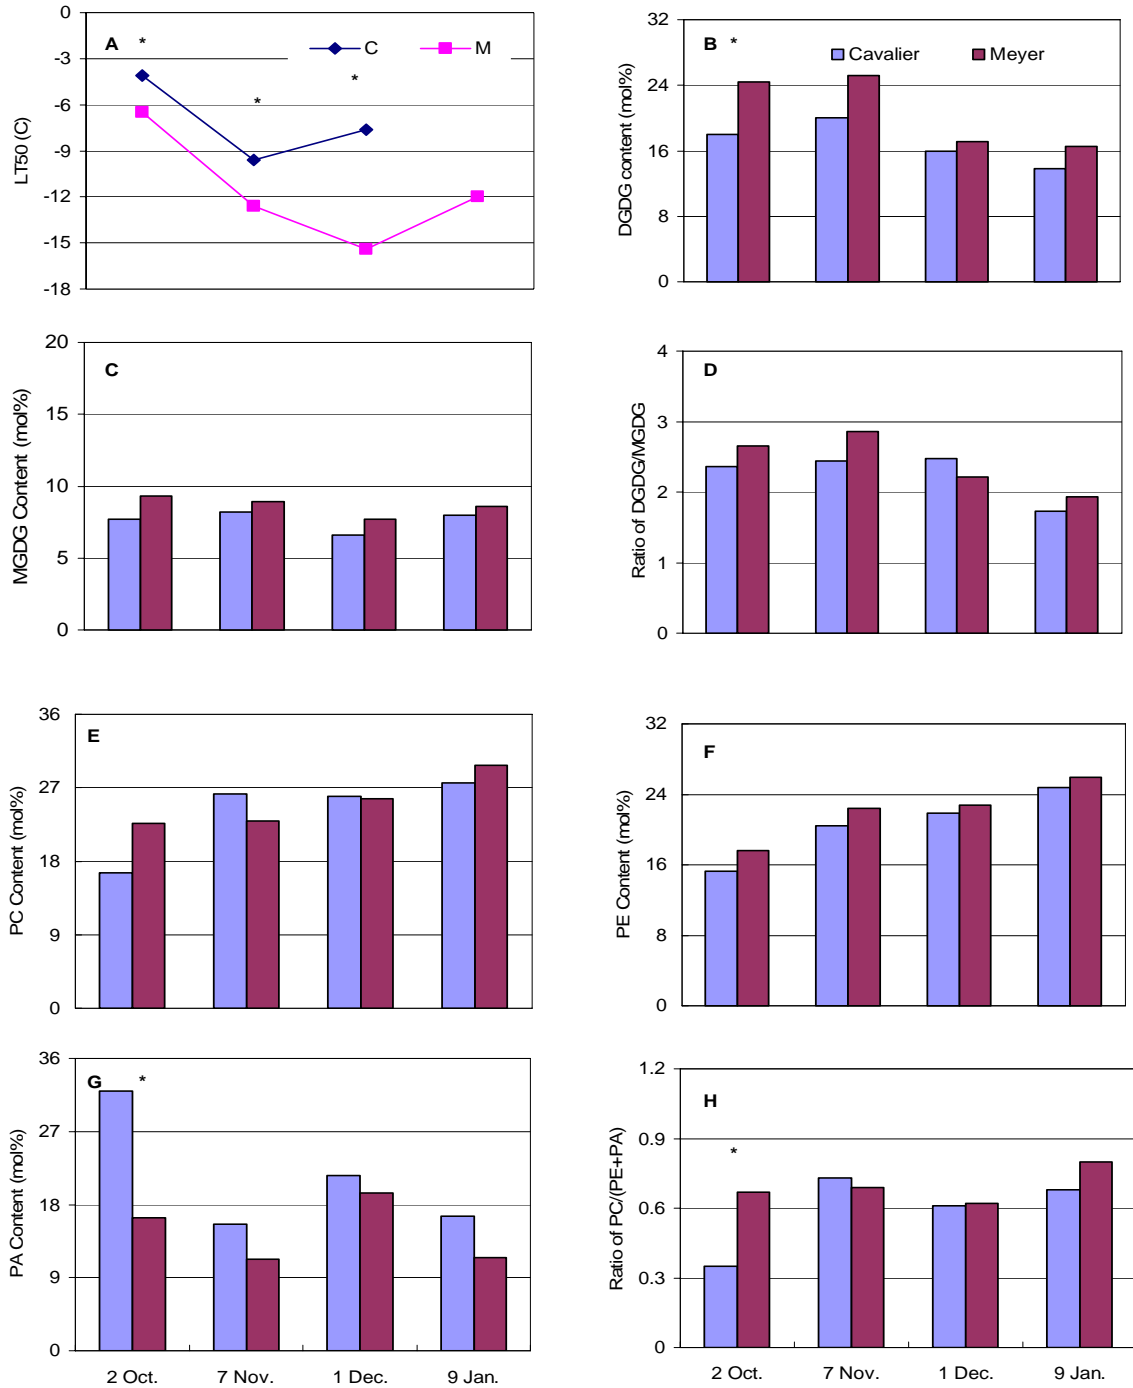 A
*
*
*
C
M
0
-3
-6
-9
-12
-15
-18
LT50 (C)
B
*
Cavalier
Meyer
32
24
16
8
0
DGDG content (mol%)
C
20
15
10
5
0
MGDG Content (mol%)
D
4
3
2
1
0
Ratio of DGDG/MGDG
E
36
27
18
9
0
PC Content (mol%)
F
32
24
16
8
0
PE Content (mol%)
G
*
36
27
18
9
0
PA Content (mol%)
2 Oct.
7 Nov.
1 Dec.
9 Jan.
H
*
1.2
0.9
0.6
0.3
0
Ratio of PC/(PE+PA)
2 Oct.
7 Nov.
1 Dec.
9 Jan.